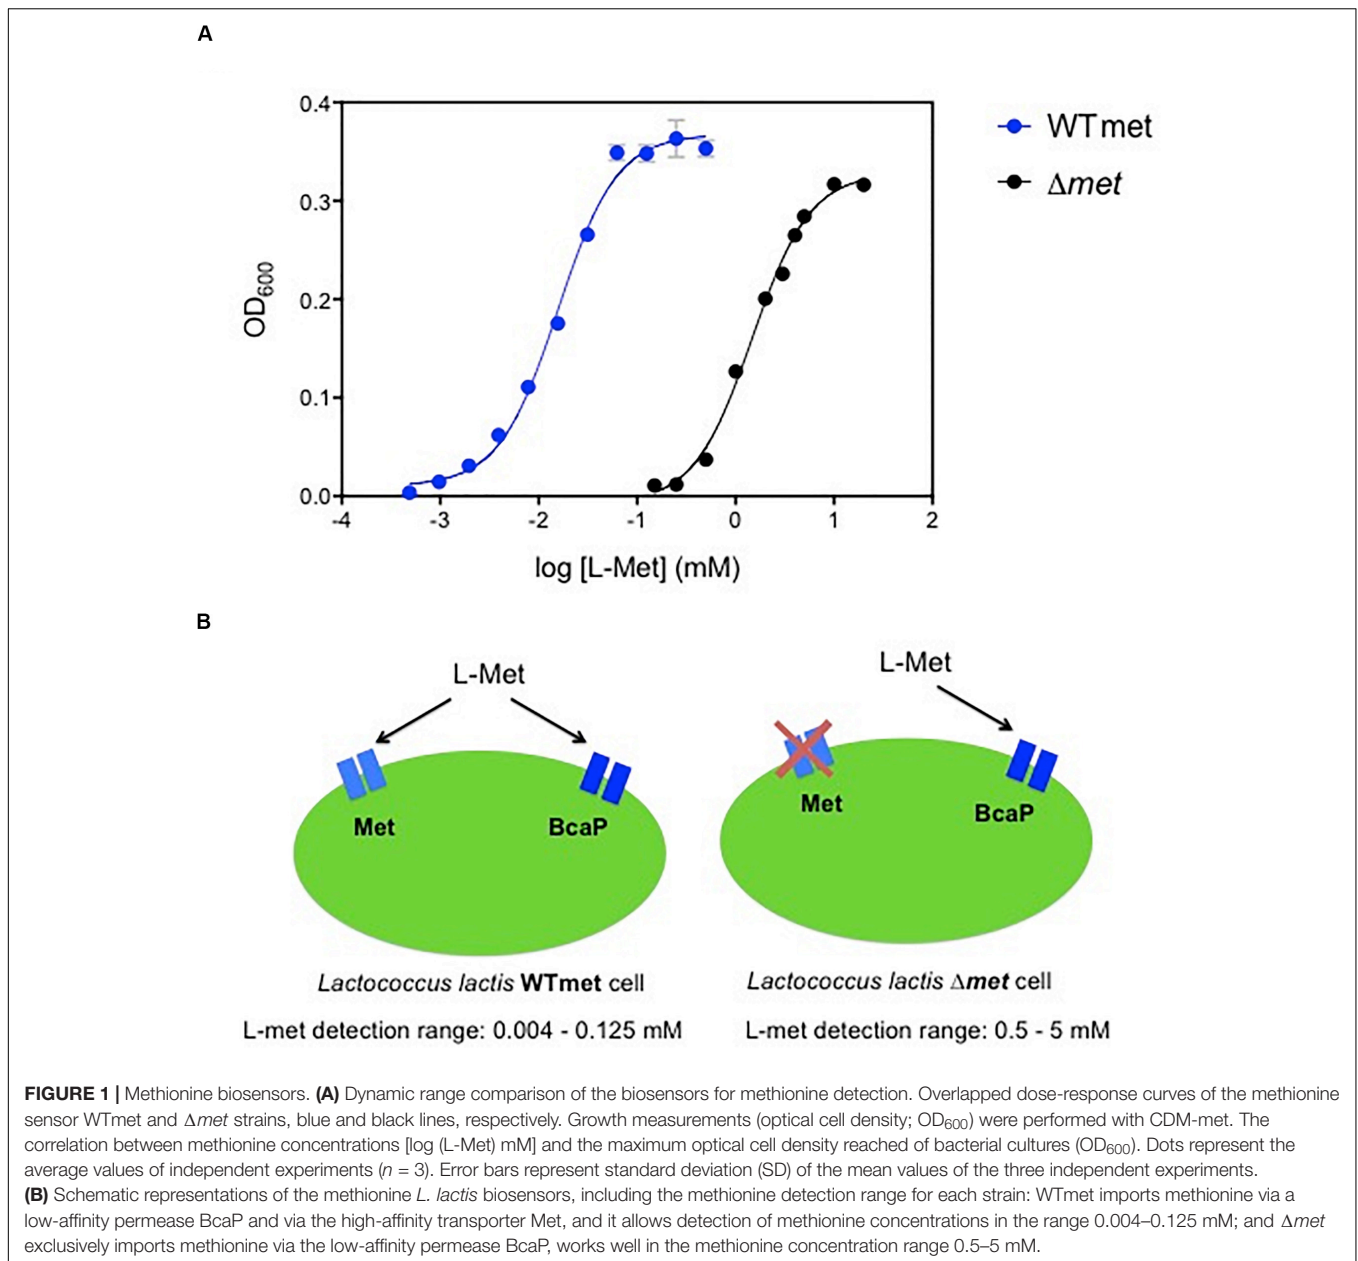 A
0.4
0.3
0.2
0.1
0.0
OD600
-4 -3 -2 -1 0 1 2
log [L-Met] (mM)
WTmet
Δmet
B
L-Met
Met
BcaP
Lactococcus lactis WTmet cell
L-met detection range: 0.004 - 0.125 mM
L-Met
Met
BcaP
Lactococcus lactis Δmet cell
L-met detection range: 0.5 - 5 mM
FIGURE 1 | Methionine biosensors. (A) Dynamic range comparison of the biosensors for methionine detection. Overlapped dose-response curves of the methionine
sensor WTmet and Δmet strains, blue and black lines, respectively. Growth measurements (optical cell density; OD600) were performed with CDM-met. The
correlation between methionine concentrations [log (L-Met) mM] and the maximum optical cell density reached of bacterial cultures (OD600). Dots represent the
average values of independent experiments (n = 3). Error bars represent standard deviation (SD) of the mean values of the three independent experiments.
(B) Schematic representations of the methionine L. lactis biosensors, including the methionine detection range for each strain: WTmet imports methionine via a
low-affinity permease BcaP and via the high-affinity transporter Met, and it allows detection of methionine concentrations in the range 0.004–0.125 mM; and Δmet
exclusively imports methionine via the low-affinity permease BcaP, works well in the methionine concentration range 0.5–5 mM.